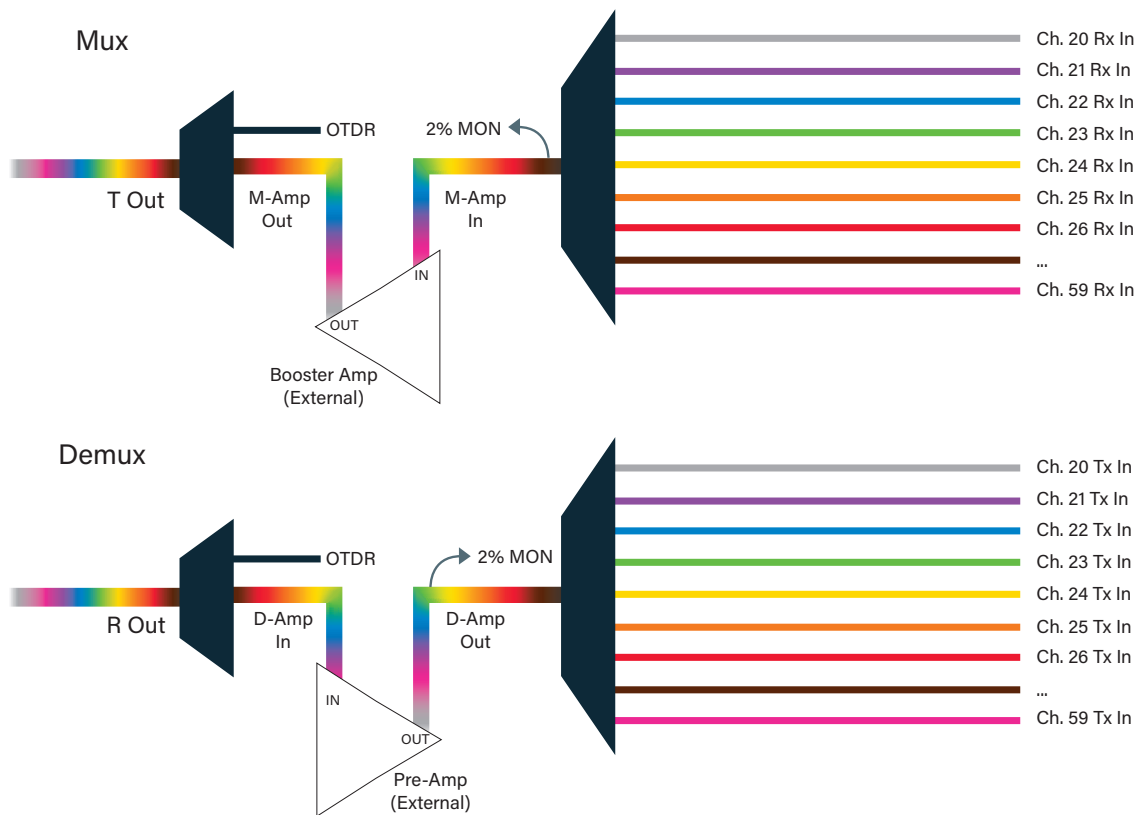 Mux
OTDR
T Out
M-Amp
Out
2% MON
M-Amp
In
IN
OUT
Booster Amp
(External)
Ch. 20 Rx In
Ch. 21 Rx In
Ch. 22 Rx In
Ch. 23 Rx In
Ch. 24 Rx In
Ch. 25 Rx In
Ch. 26 Rx In
...
Ch. 59 Rx In
Demux
OTDR
R Out
D-Amp
In
2% MON
D-Amp
Out
IN
OUT
Pre-Amp
(External)
Ch. 20 Tx In
Ch. 21 Tx In
Ch. 22 Tx In
Ch. 23 Tx In
Ch. 24 Tx In
Ch. 25 Tx In
Ch. 26 Tx In
...
Ch. 59 Tx In